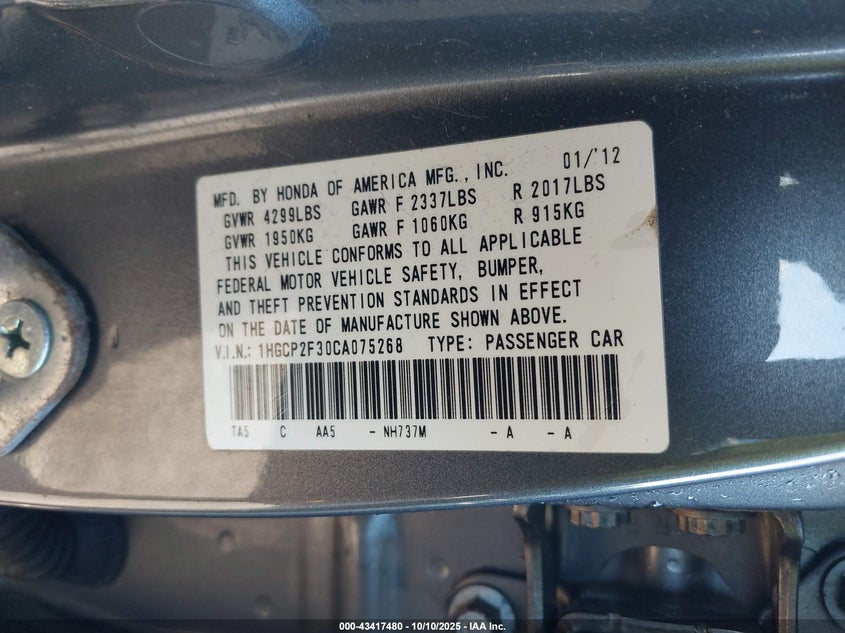 MFD. BY HONDA OF AMERICA MFG., INC. 01/'12
GVWR 4299LBS GAWR F 2337LBS R 2017LBS
GVWR 1950KG GAWR F 1060KG R 915KG
THIS VEHICLE CONFORMS TO ALL APPLICABLE
FEDERAL MOTOR VEHICLE SAFETY, BUMPER,
AND THEFT PREVENTION STANDARDS IN EFFECT
ON THE DATE OF MANUFACTURE SHOWN ABOVE.
V.I.N.: 1HGCP2F30CA075268 TYPE: PASSENGER CAR
TA5 C AA5 - NH737M - A - A
000-43417480 - 10/10/2025 - IAA Inc.